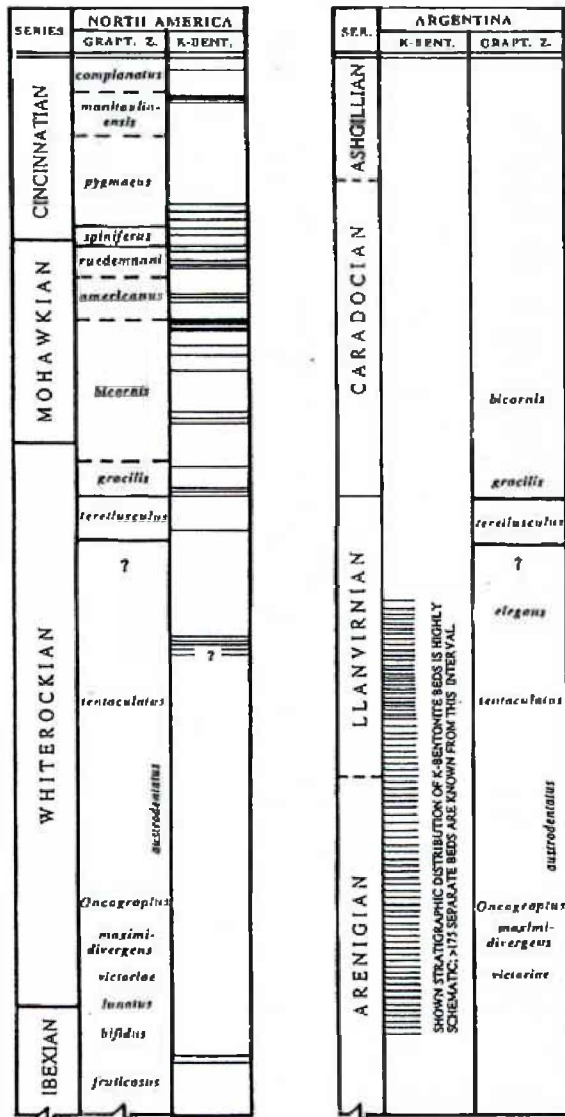 SERIES
NORTH AMERICA
GRAPT. Z.
K-BENT.
CINCINNATIAN
MOHAWKIAN
WHITEROCKIAN
IBEXIAN
complanatus
manitoulin-
ensis
pygmaeus
spiniferus
ruedemanni
americanus
bicornis
gracilis
teretiusculus
?
tentaculatus
austrodentatus
Oncograptus
maximi-
divergens
victoriae
lunatus
bifidus
fruticosus
?
SER.
ARGENTINA
K-BENT.
GRAPT. Z.
ASHGILLIAN
CARADOCIAN
LLANVIRNIAN
ARENIGIAN
SHOWN STRATIGRAPHIC DISTRIBUTION OF K-BENTONITE BEDS IS HIGHLY
SCHEMATIC; >175 SEPARATE BEDS ARE KNOWN FROM THIS INTERVAL.
bicornis
gracilis
teretiusculus
?
elegans
tentaculatus
austrodentatus
Oncograptus
maximi-
divergens
victoriae